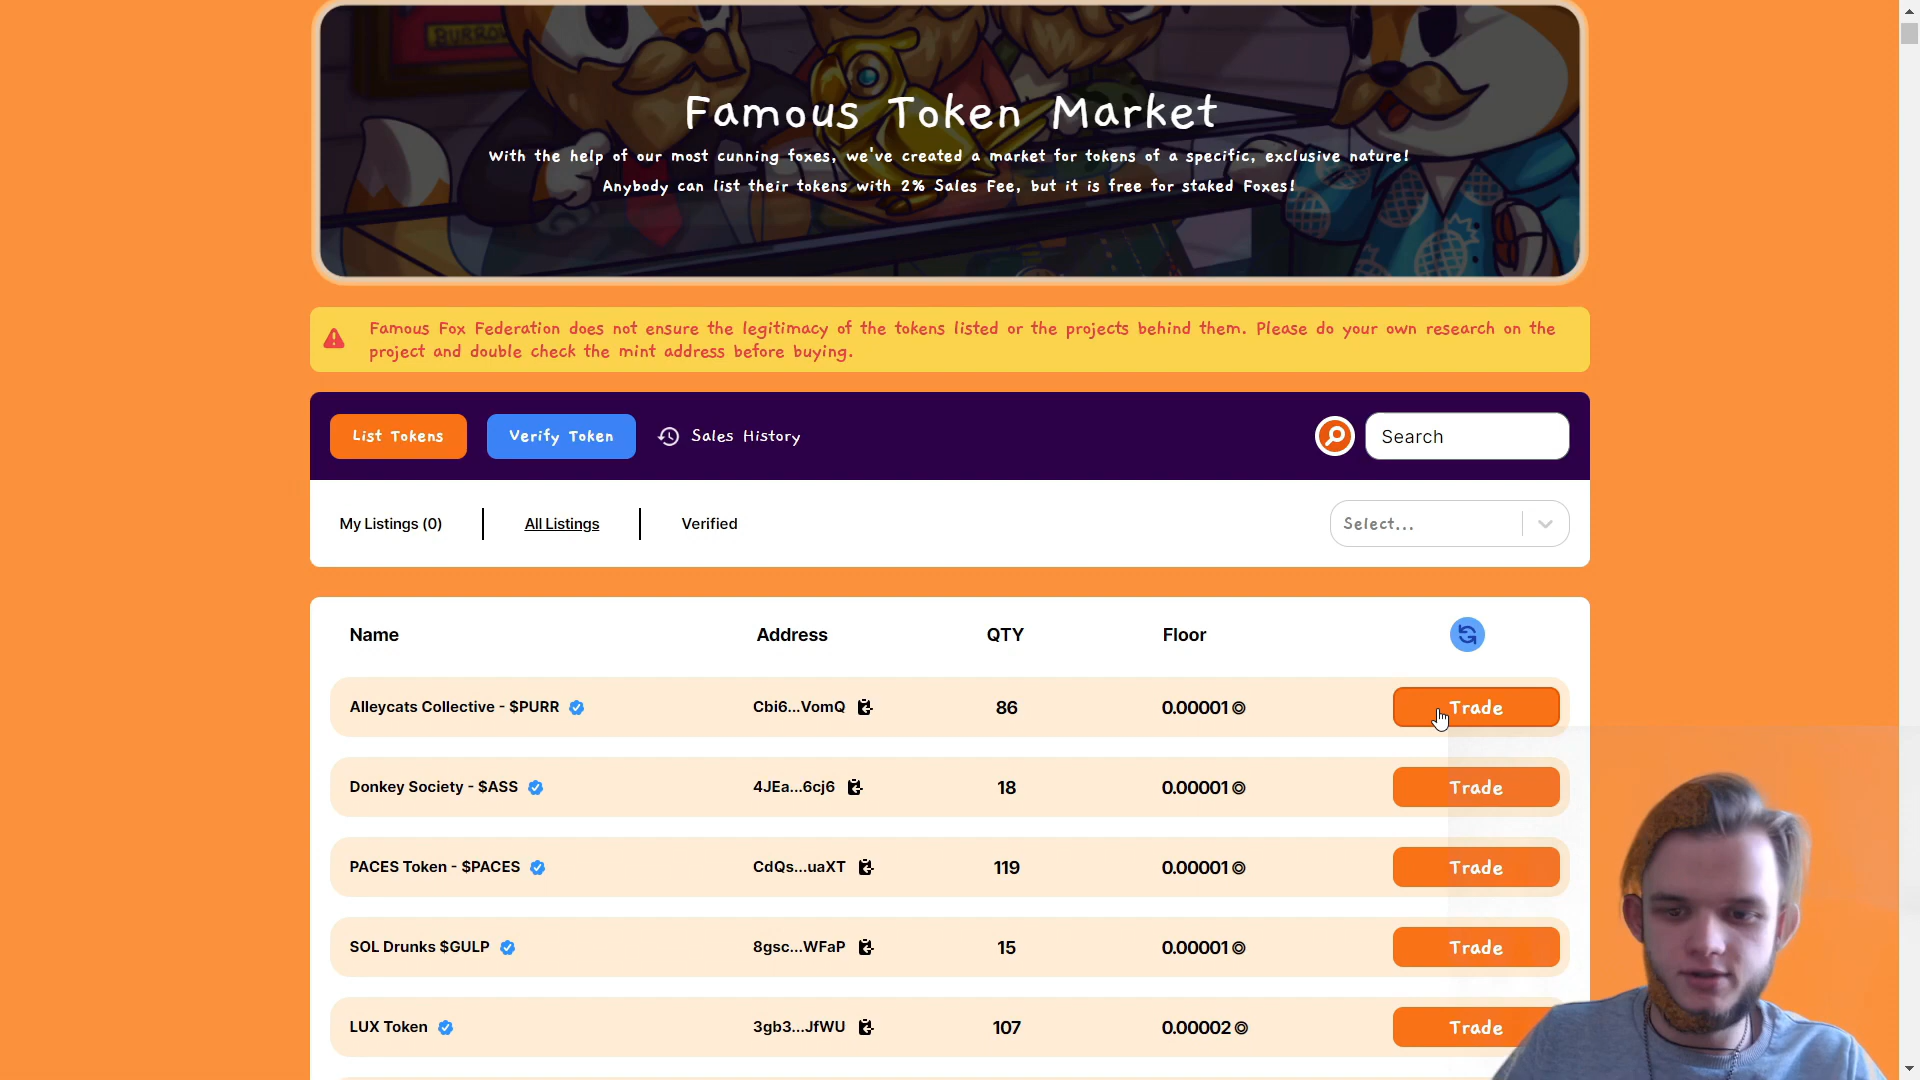 BURROW
Famous Token Market
With the help of our most cunning foxes, we've created a market for tokens of a specific, exclusive nature!
Anybody can list their tokens with 2% Sales Fee, but it is free for staked Foxes!
Famous Fox Federation does not ensure the legitimacy of the tokens listed or the projects behind them. Please do your own research on the
project and double check the mint address before buying.
List Tokens Verify Token Sales History Search
My Listings (0) All Listings Verified Select...
Name Address QTY Floor
Alleycats Collective - $PURR Cbi6...VomQ 86 0.00001 Trade
Donkey Society - $ASS 4JEa...6cj6 18 0.00001 Trade
PACES Token - $PACES CdQs...uaXT 119 0.00001 Trade
SOL Drunks $GULP 8gsc...WFaP 15 0.00001 Trade
LUX Token 3gb3...JfWU 107 0.00002 Trade